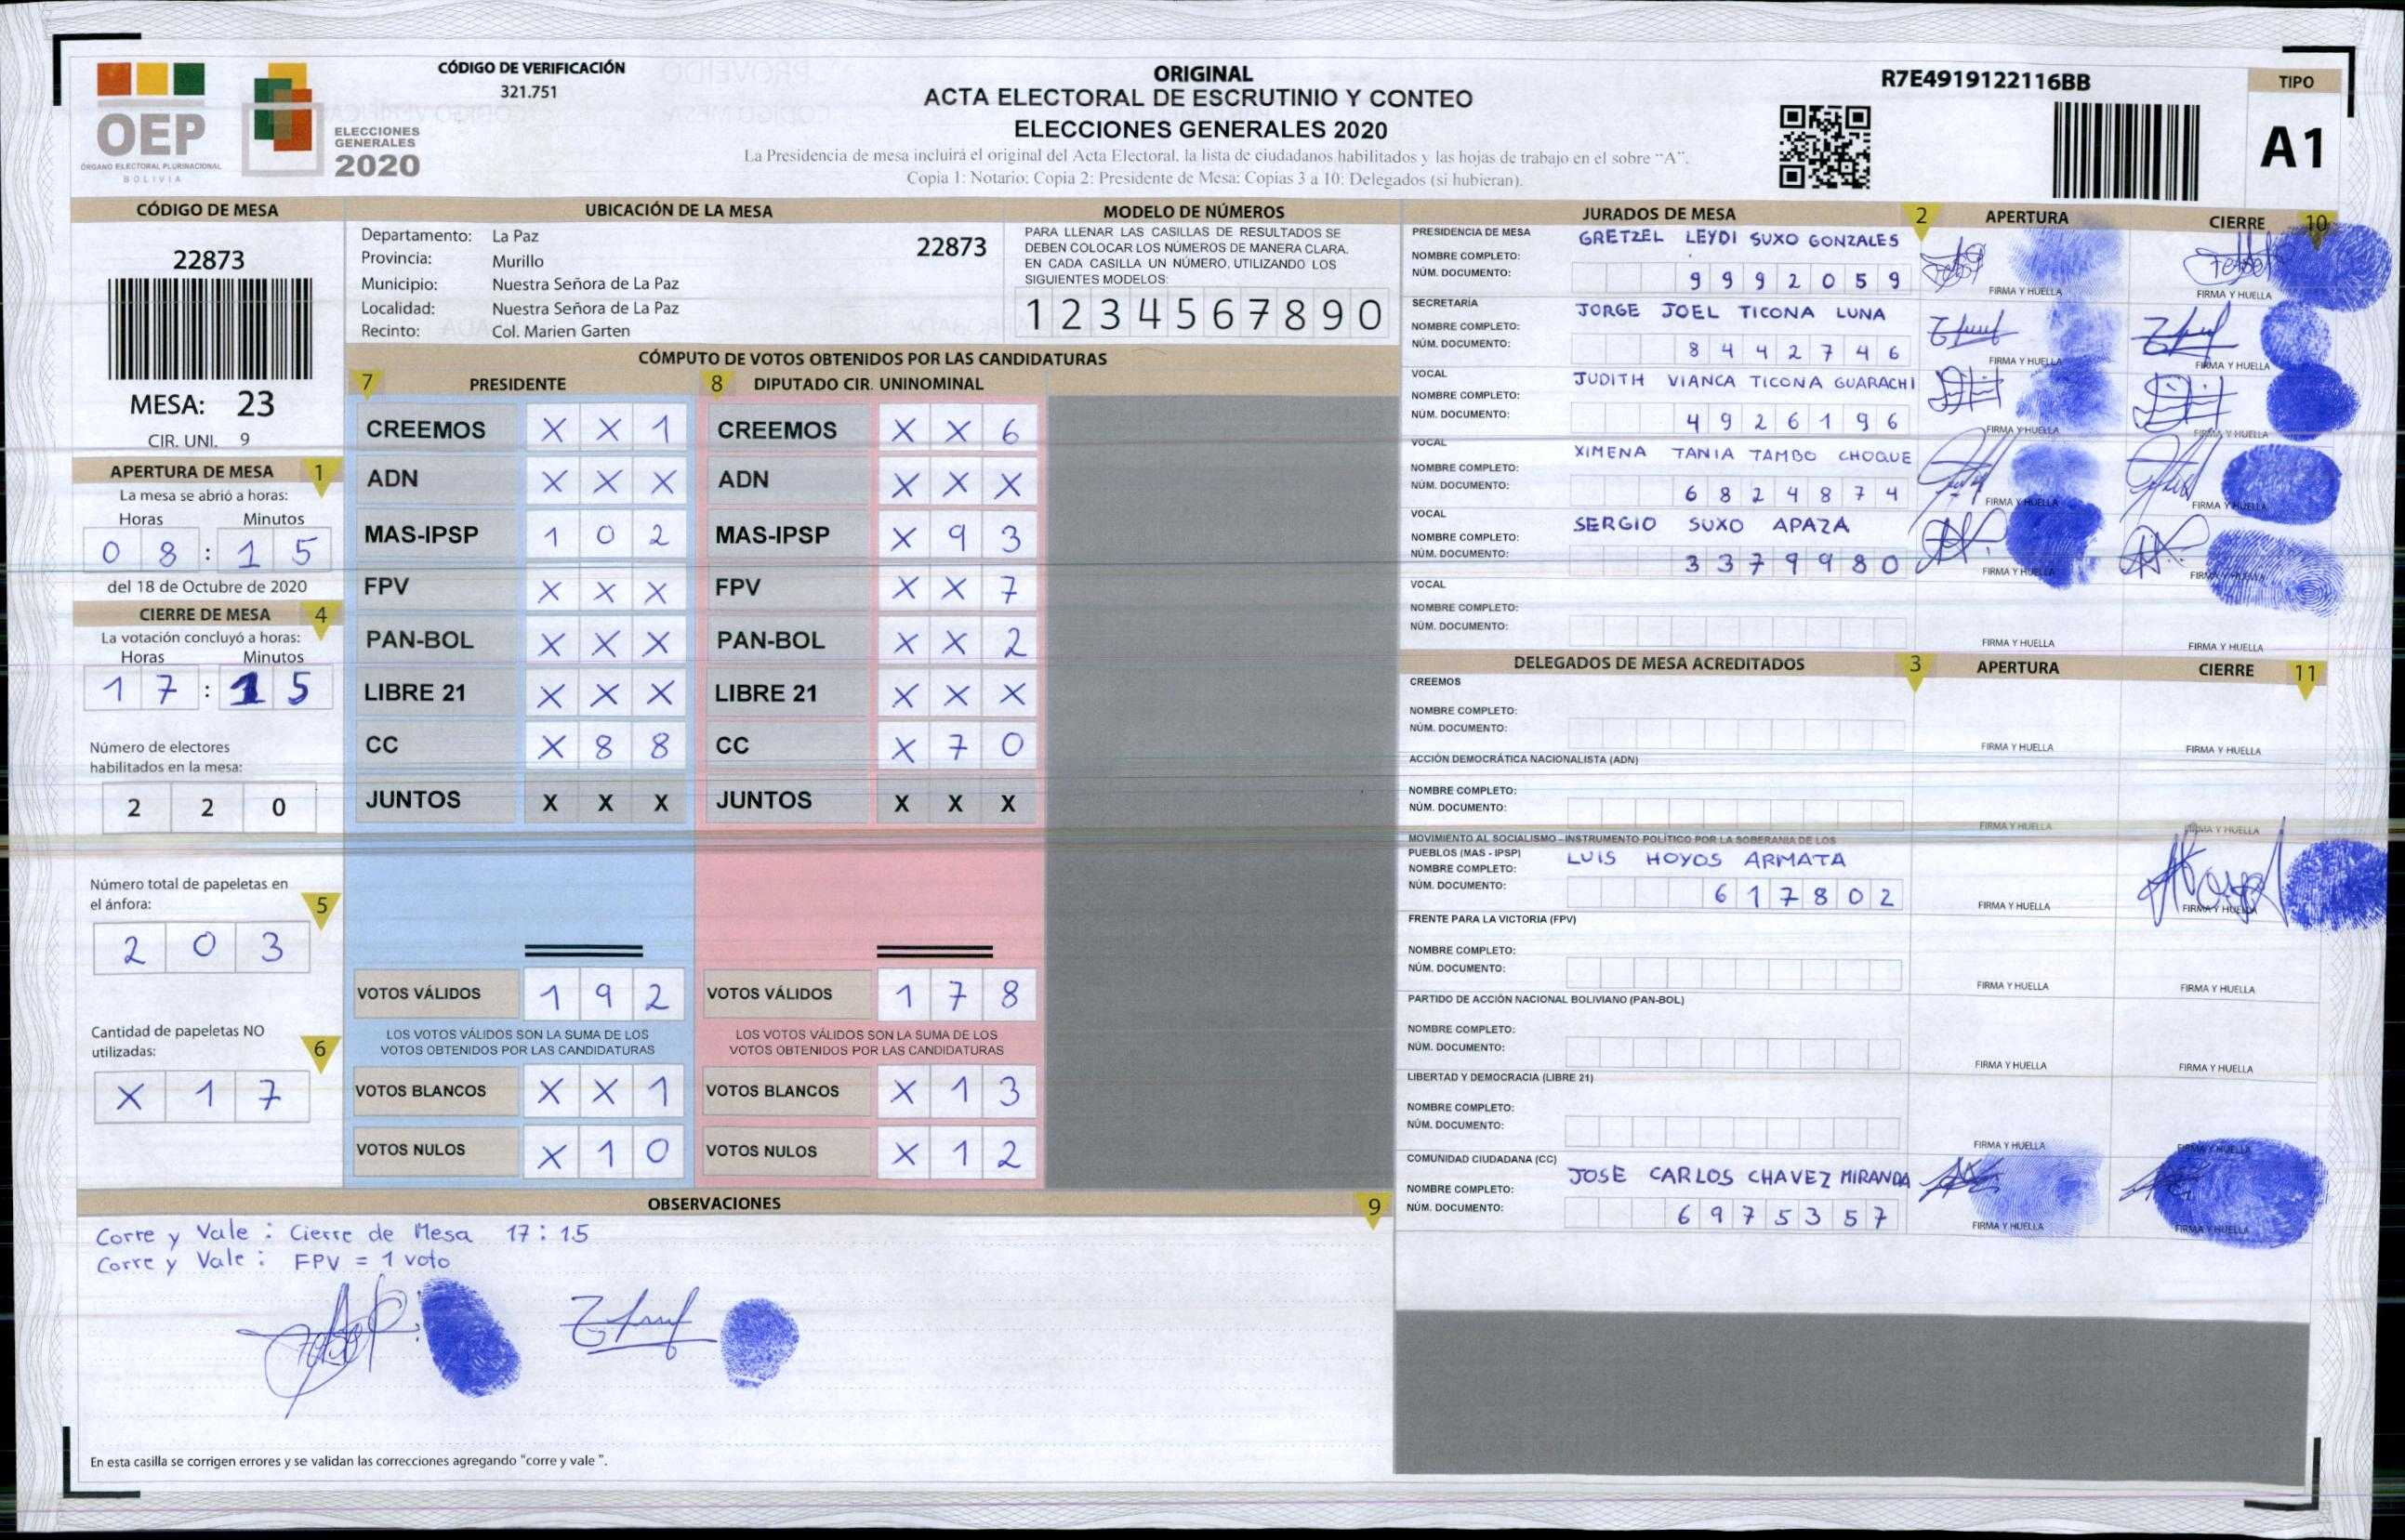 CÓDIGO DE VERIFICACIÓN
321.751
OEP
ÓRGANO ELECTORAL PLURINACIONAL
BOLIVIA
ELECCIONES
GENERALES
2020
ORIGINAL
ACTA ELECTORAL DE ESCRUTINIO Y CONTEO
ELECCIONES GENERALES 2020
La Presidencia de mesa incluirá el original del Acta Electoral, la lista de ciudadanos habilitados y las hojas de trabajo en el sobre "A".
Copia 1: Notario; Copia 2: Presidente de Mesa; Copias 3 a 10: Delegados (si hubieran).
R7E4919122116BB
TIPO
A1
CÓDIGO DE MESA
22873
MESA: 23
CIR. UNI. 9
APERTURA DE MESA 1
La mesa se abrió a horas:
Horas Minutos
0 8 : 1 5
del 18 de Octubre de 2020
CIERRE DE MESA 4
La votación concluyó a horas:
Horas Minutos
1 7 : 1 5
Número de electores
habilitados en la mesa:
2 2 0
Número total de papeletas en
el ánfora: 5
2 0 3
Cantidad de papeletas NO
utilizadas: 6
X 1 7
UBICACIÓN DE LA MESA
Departamento: La Paz 22873
Provincia: Murillo
Municipio: Nuestra Señora de La Paz
Localidad: Nuestra Señora de La Paz
Recinto: Col. Marien Garten
MODELO DE NÚMEROS
PARA LLENAR LAS CASILLAS DE RESULTADOS SE
DEBEN COLOCAR LOS NÚMEROS DE MANERA CLARA,
EN CADA CASILLA UN NÚMERO, UTILIZANDO LOS
SIGUIENTES MODELOS:
1 2 3 4 5 6 7 8 9 0
CÓMPUTO DE VOTOS OBTENIDOS POR LAS CANDIDATURAS
7 PRESIDENTE 8 DIPUTADO CIR. UNINOMINAL
CREEMOS X X 1 CREEMOS X X 6
ADN X X X ADN X X X
MAS-IPSP 1 0 2 MAS-IPSP X 9 3
FPV X X X FPV X X 7
PAN-BOL X X X PAN-BOL X X 2
LIBRE 21 X X X LIBRE 21 X X X
CC X 8 8 CC X 7 0
JUNTOS X X X JUNTOS X X X
VOTOS VÁLIDOS 1 9 2 VOTOS VÁLIDOS 1 7 8
LOS VOTOS VÁLIDOS SON LA SUMA DE LOS LOS VOTOS VÁLIDOS SON LA SUMA DE LOS
VOTOS OBTENIDOS POR LAS CANDIDATURAS VOTOS OBTENIDOS POR LAS CANDIDATURAS
VOTOS BLANCOS X X 1 VOTOS BLANCOS X 1 3
VOTOS NULOS X 1 0 VOTOS NULOS X 1 2
OBSERVACIONES 9
Corre y Vale : Cierre de Mesa 17 : 15
Corre y Vale : FPV = 1 voto
En esta casilla se corrigen errores y se validan las correcciones agregando "corre y vale ".
JURADOS DE MESA 2 APERTURA CIERRE 10
PRESIDENCIA DE MESA
NOMBRE COMPLETO: GRETZEL LEYDI SUXO GONZALES
NÚM. DOCUMENTO: 9 9 9 2 0 5 9
FIRMA Y HUELLA FIRMA Y HUELLA
SECRETARÍA
NOMBRE COMPLETO: JORGE JOEL TICONA LUNA
NÚM. DOCUMENTO: 8 4 4 2 7 4 6
FIRMA Y HUELLA FIRMA Y HUELLA
VOCAL
NOMBRE COMPLETO: JUDITH VIANCA TICONA GUARACHI
NÚM. DOCUMENTO: 4 9 2 6 1 9 6
FIRMA Y HUELLA FIRMA Y HUELLA
VOCAL
NOMBRE COMPLETO: XIMENA TANIA TAMBO CHOQUE
NÚM. DOCUMENTO: 6 8 2 4 8 7 4
FIRMA Y HUELLA FIRMA Y HUELLA
VOCAL
NOMBRE COMPLETO: SERGIO SUXO APAZA
NÚM. DOCUMENTO: 3 3 7 9 9 8 0
FIRMA Y HUELLA FIRMA Y HUELLA
VOCAL
NOMBRE COMPLETO:
NÚM. DOCUMENTO:
FIRMA Y HUELLA FIRMA Y HUELLA
DELEGADOS DE MESA ACREDITADOS 3 APERTURA CIERRE 11
CREEMOS
NOMBRE COMPLETO:
NÚM. DOCUMENTO:
FIRMA Y HUELLA FIRMA Y HUELLA
ACCIÓN DEMOCRÁTICA NACIONALISTA (ADN)
NOMBRE COMPLETO:
NÚM. DOCUMENTO:
FIRMA Y HUELLA FIRMA Y HUELLA
MOVIMIENTO AL SOCIALISMO - INSTRUMENTO POLÍTICO POR LA SOBERANIA DE LOS
PUEBLOS (MAS - IPSP)
NOMBRE COMPLETO: LUIS HOYOS ARMATA
NÚM. DOCUMENTO: 6 1 7 8 0 2
FIRMA Y HUELLA FIRMA Y HUELLA
FRENTE PARA LA VICTORIA (FPV)
NOMBRE COMPLETO:
NÚM. DOCUMENTO:
FIRMA Y HUELLA FIRMA Y HUELLA
PARTIDO DE ACCIÓN NACIONAL BOLIVIANO (PAN-BOL)
NOMBRE COMPLETO:
NÚM. DOCUMENTO:
FIRMA Y HUELLA FIRMA Y HUELLA
LIBERTAD Y DEMOCRACIA (LIBRE 21)
NOMBRE COMPLETO:
NÚM. DOCUMENTO:
FIRMA Y HUELLA FIRMA Y HUELLA
COMUNIDAD CIUDADANA (CC)
NOMBRE COMPLETO: JOSE CARLOS CHAVEZ MIRANDA
NÚM. DOCUMENTO: 6 9 7 5 3 5 7
FIRMA Y HUELLA FIRMA Y HUELLA